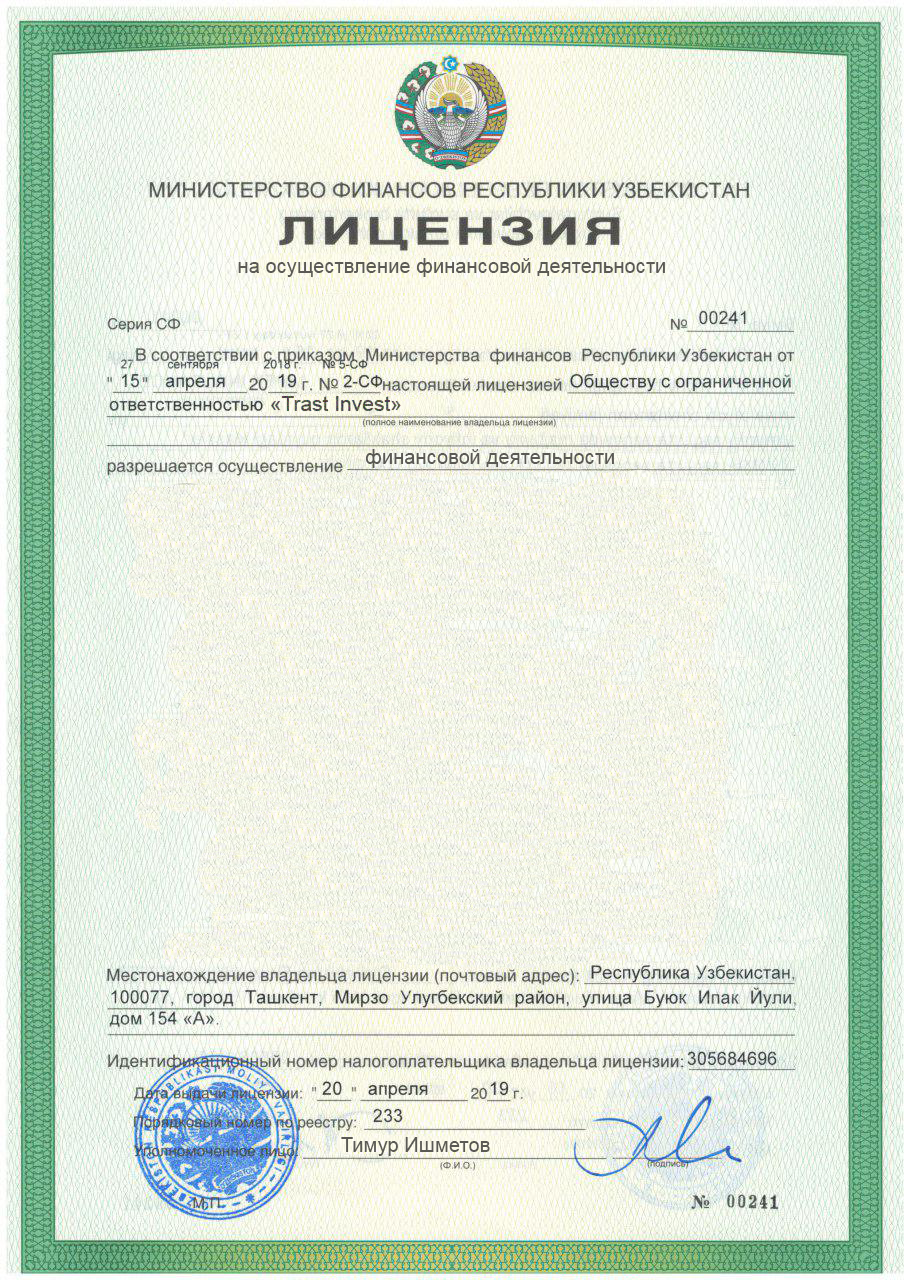 МИНИСТЕРСТВО ФИНАНСОВ РЕСПУБЛИКИ УЗБЕКИСТАН
ЛИЦЕНЗИЯ
на осуществление финансовой деятельности
Серия СФ № 00241
В соответствии с приказом Министерства финансов Республики Узбекистан от
27 сентября 2018 г. № 5-СФ
"15" апреля 2019 г. № 2-СФ настоящей лицензией Обществу с ограниченной
ответственностью «Trast Invest»
(полное наименование владельца лицензии)
разрешается осуществление финансовой деятельности
Местонахождение владельца лицензии (почтовый адрес): Республика Узбекистан,
100077, город Ташкент, Мирзо Улугбекский район, улица Буюк Ипак Йули,
дом 154 «А».
Идентификационный номер налогоплательщика владельца лицензии: 305684696
Дата выдачи лицензии: "20" апреля 2019 г.
Порядковый номер по реестру: 233
Уполномоченное лицо: Тимур Ишметов
(Ф.И.О.) (подпись)
М.П. № 00241